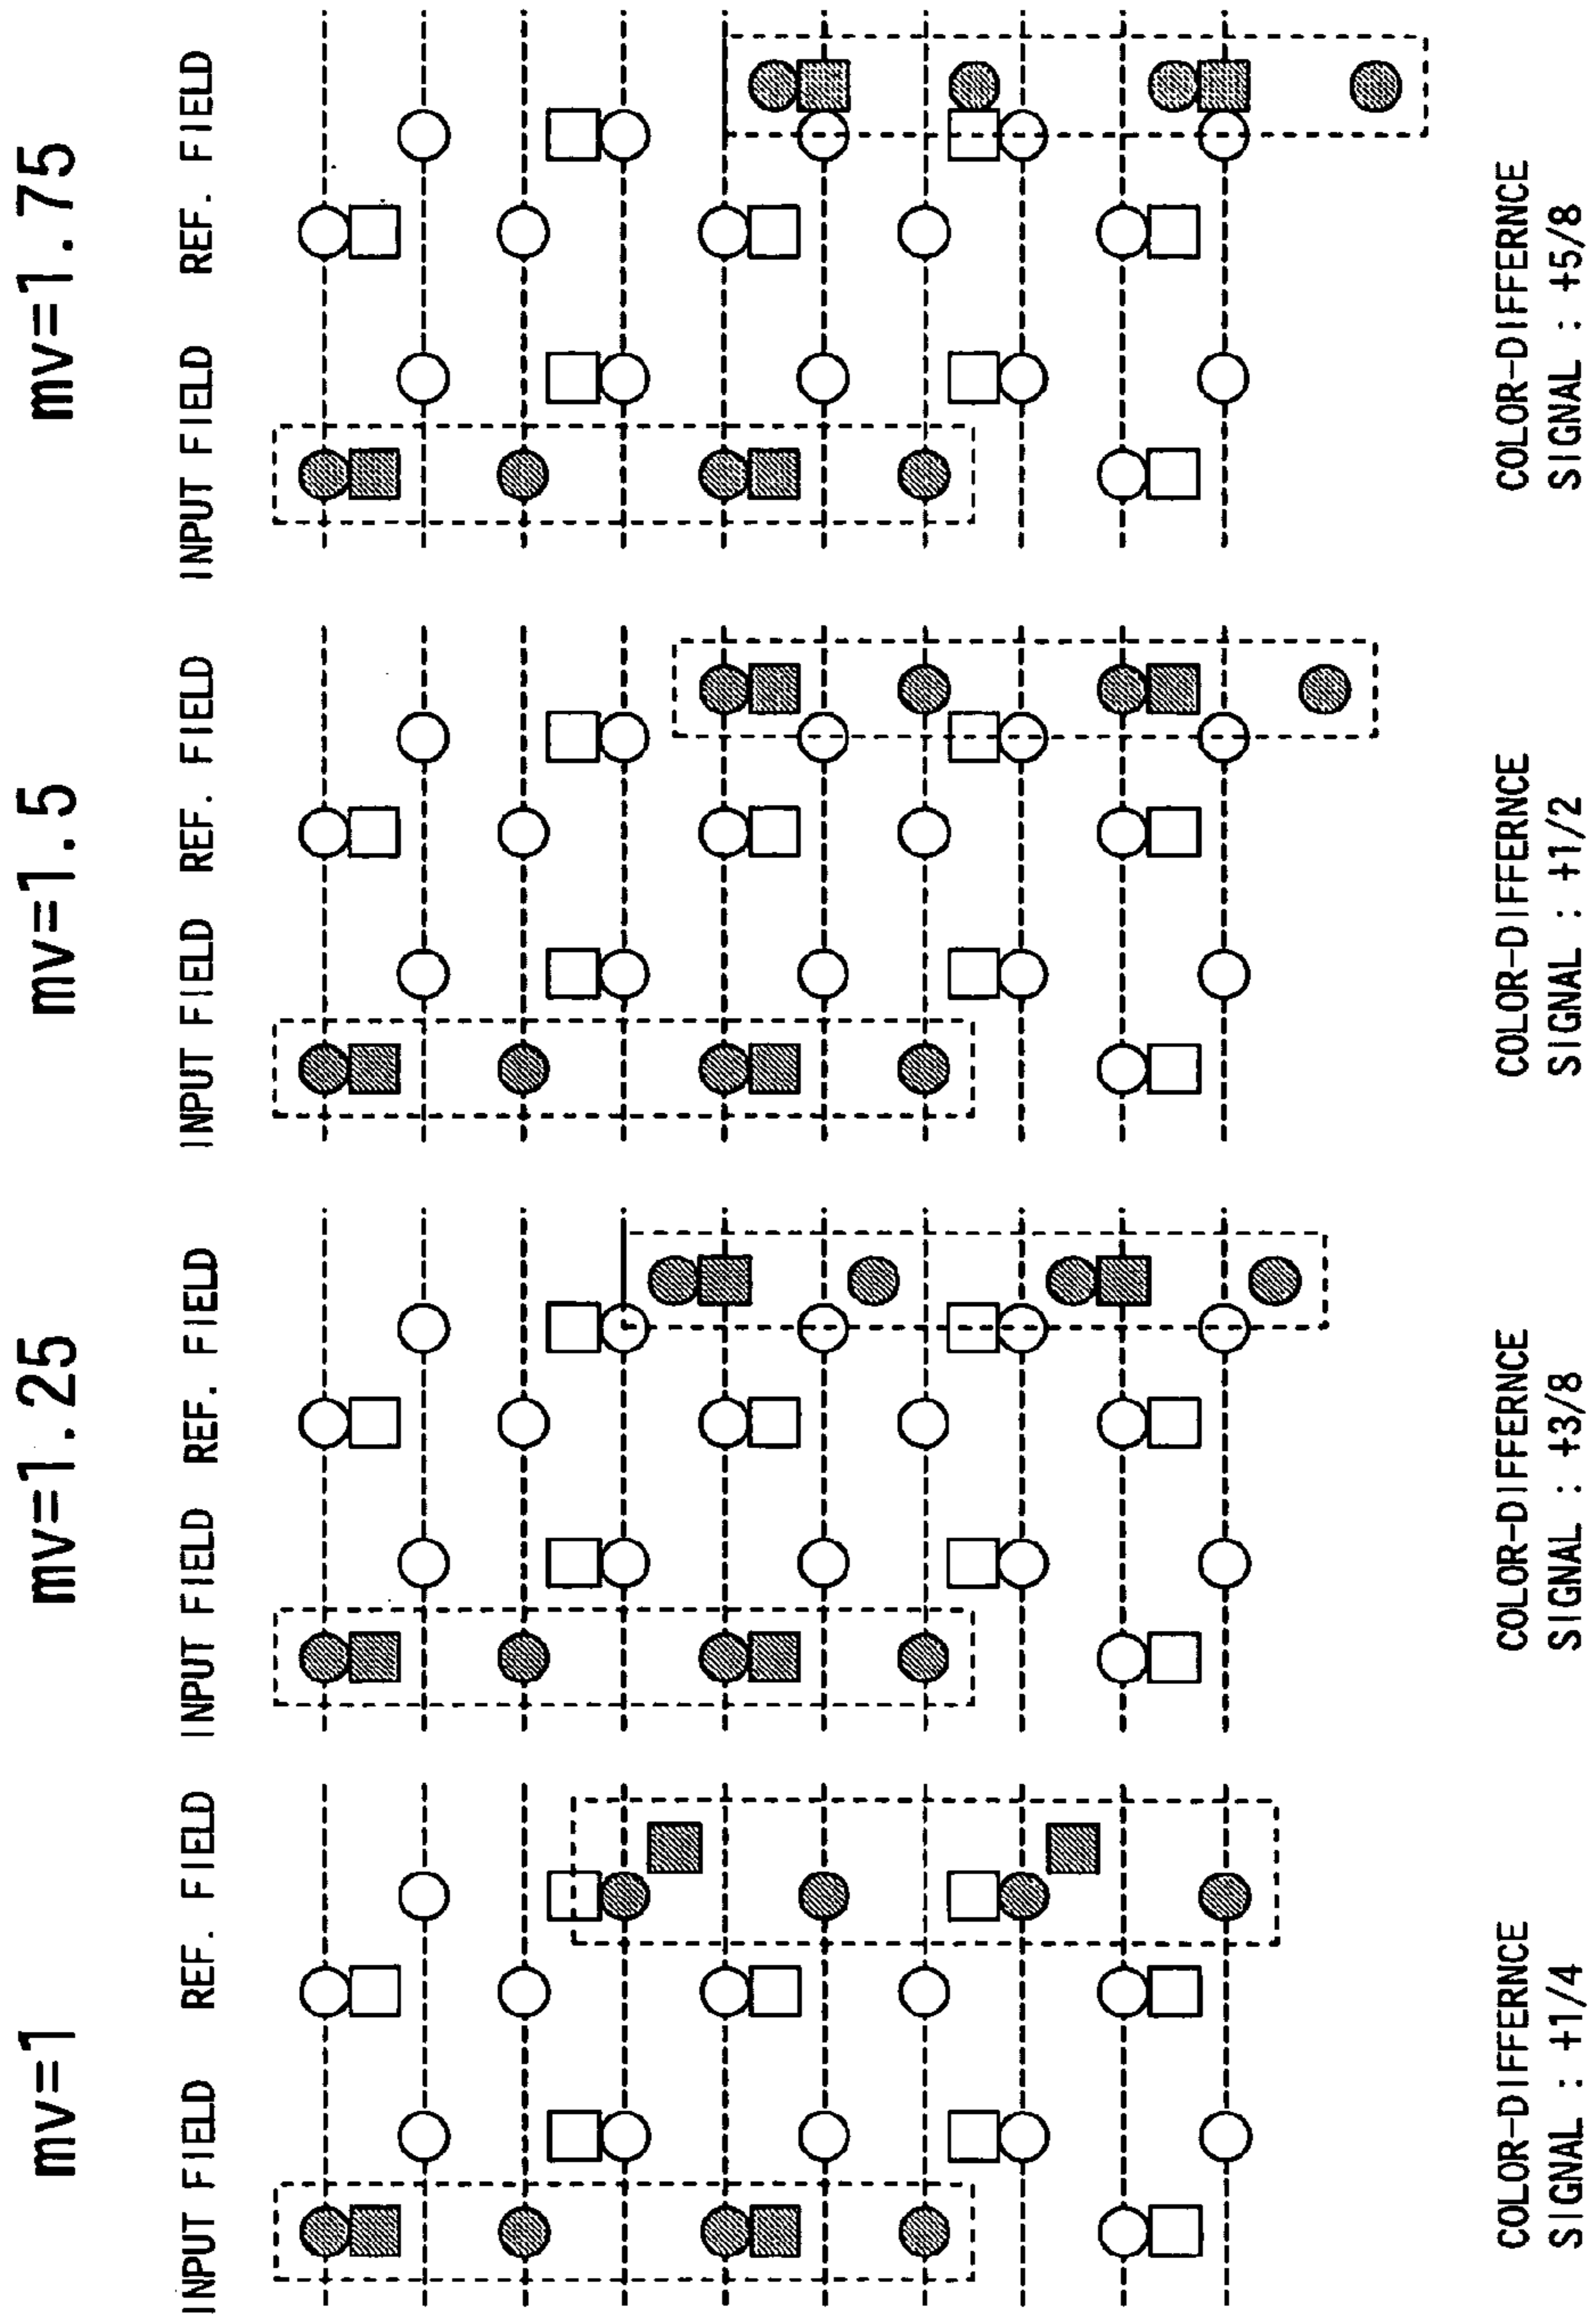 mv=1
INPUT FIELD REF. FIELD
COLOR-DIFFERNCE
SIGNAL : +1/4
mv=1.25
INPUT FIELD REF. FIELD
COLOR-DIFFERNCE
SIGNAL : +3/8
mv=1.5
INPUT FIELD REF. FIELD
COLOR-DIFFERNCE
SIGNAL : +1/2
mv=1.75
INPUT FIELD REF. FIELD
COLOR-DIFFERNCE
SIGNAL : +5/8